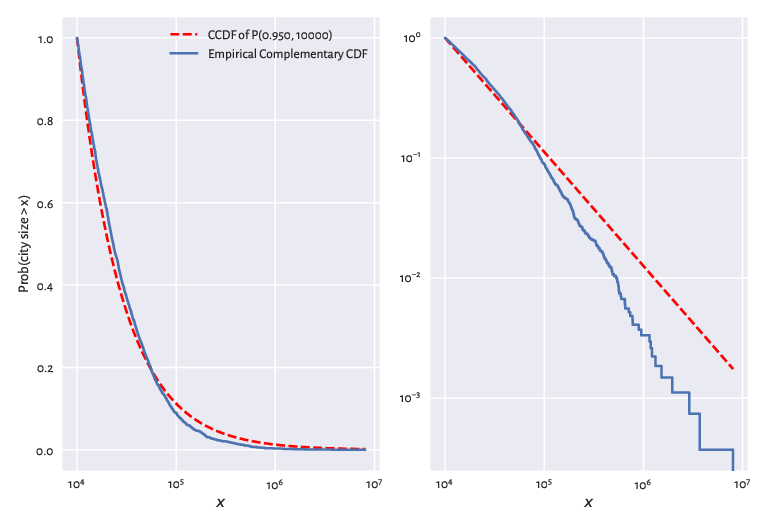 CCDF of P(0.950, 10000)
Empirical Complementary CDF
Prob(city size > x)
1.0
0.8
0.6
0.4
0.2
0.0
10⁴ 10⁵ 10⁶ 10⁷
x
10⁰
10⁻¹
10⁻²
10⁻³
10⁴ 10⁵ 10⁶ 10⁷
x